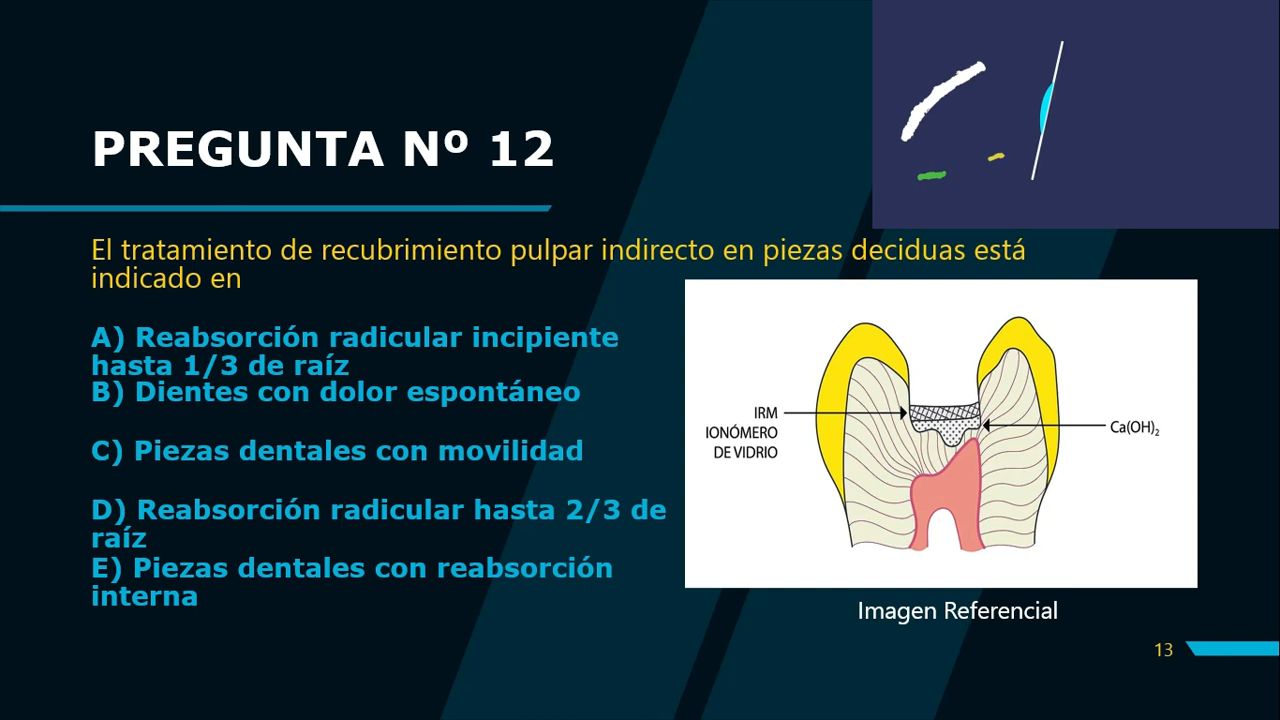 PREGUNTA Nº 12
El tratamiento de recubrimiento pulpar indirecto en piezas deciduas está
indicado en
A) Reabsorción radicular incipiente
hasta 1/3 de raíz
B) Dientes con dolor espontáneo
C) Piezas dentales con movilidad
D) Reabsorción radicular hasta 2/3 de
raíz
E) Piezas dentales con reabsorción
interna
IRM
IONÓMERO
DE VIDRIO
Ca(OH)₂
Imagen Referencial
13